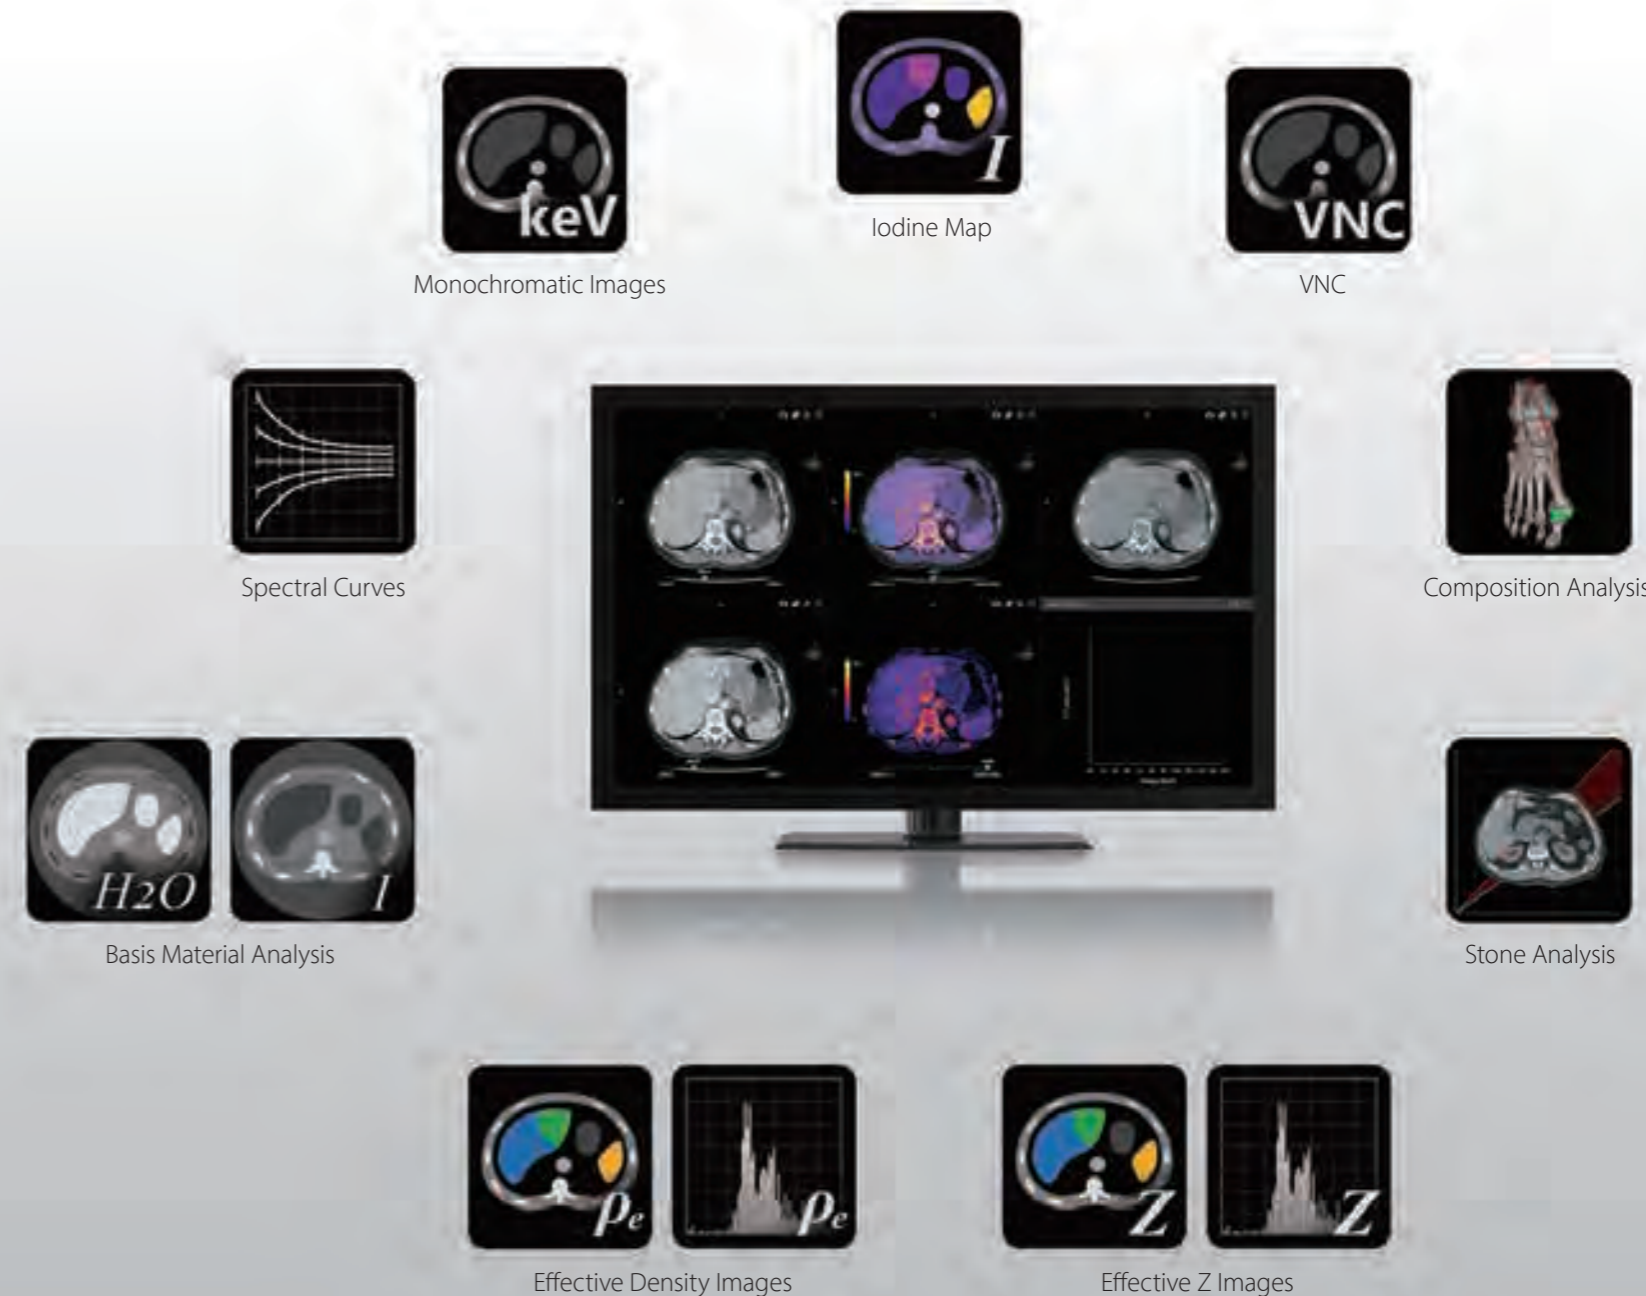 I
keV
VNC
Iodine Map
Monochromatic Images
VNC
Spectral Curves
Composition Analysis
H2O
I
Basis Material Analysis
Stone Analysis
ρe
ρe
Z
Z
Effective Density Images
Effective Z Images